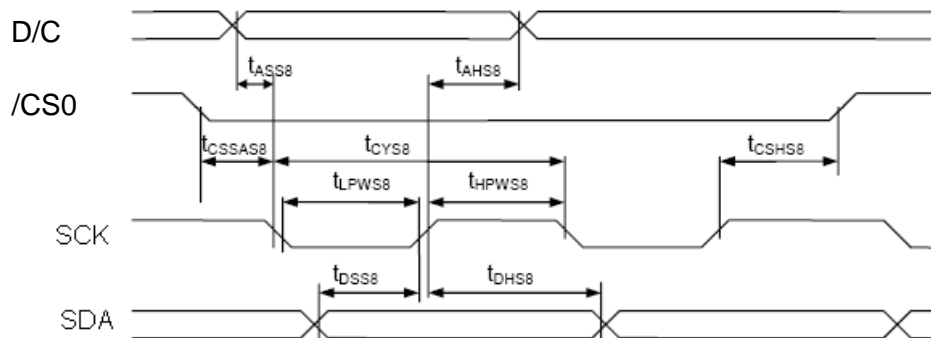 D/C
tASS8
tAHS8
/CS0
tCSSAS8
tCYS8
tCSHS8
tLPWS8
tHPWS8
SCK
tDSS8
tDHS8
SDA